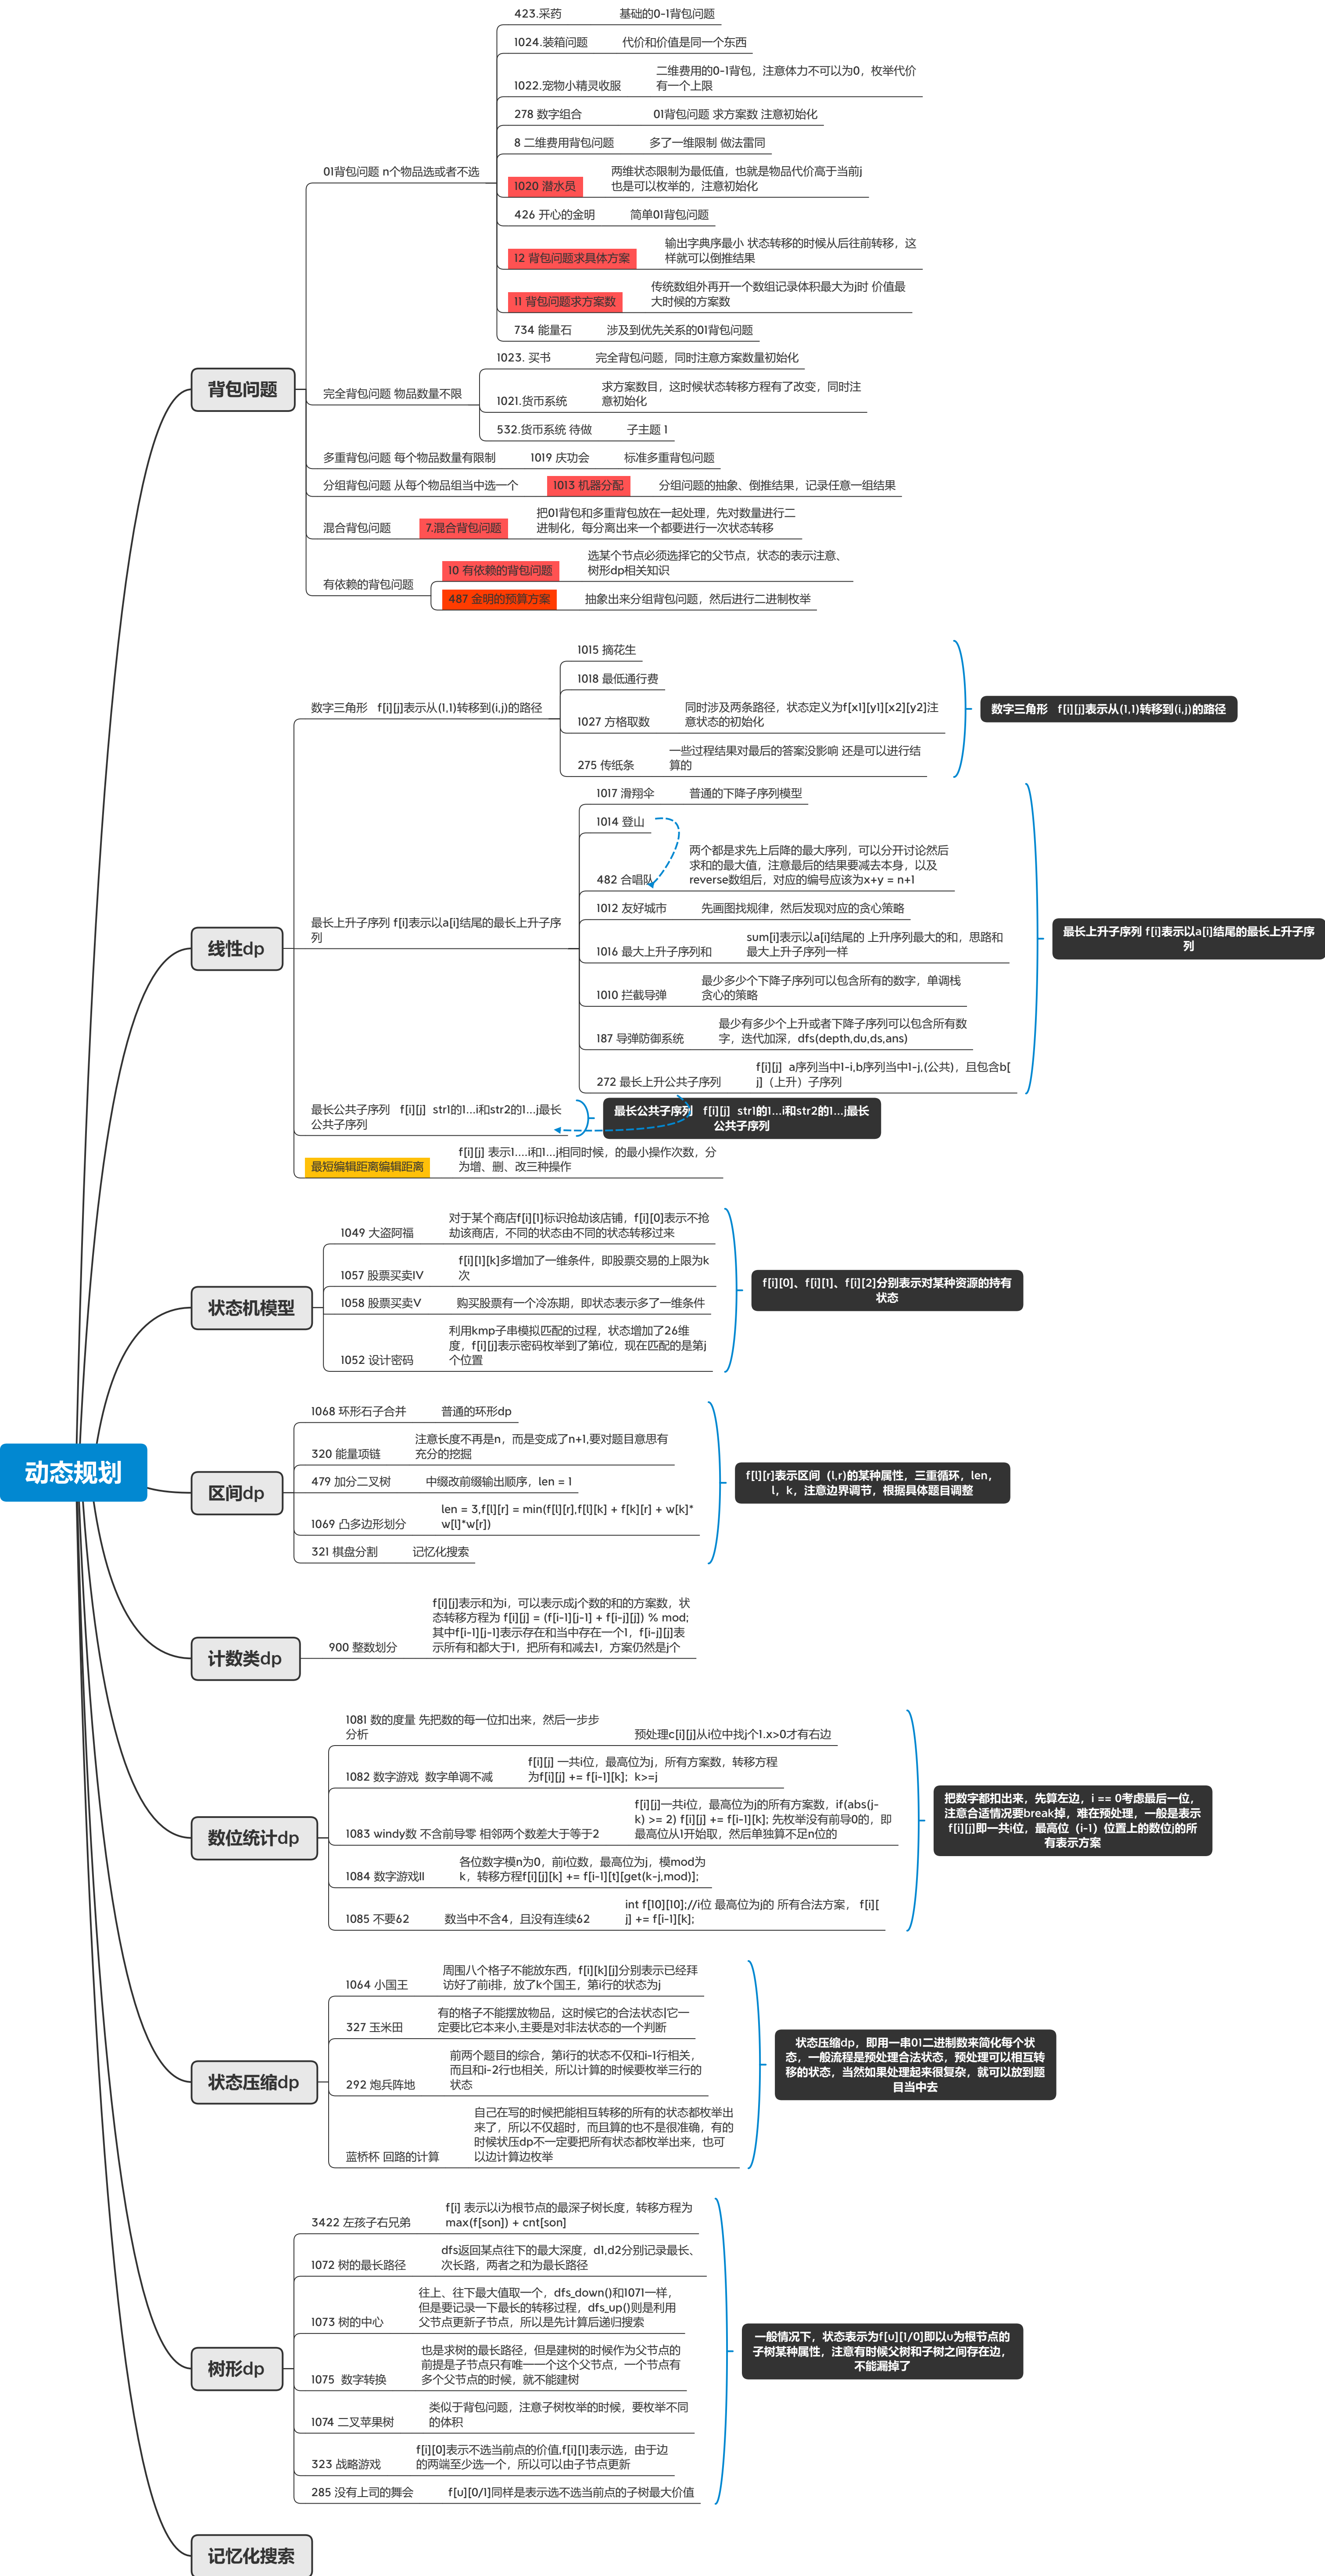 动态规划
背包问题
01背包问题 n个物品选或者不选
423.采药
基础的0-1背包问题
1024.装箱问题
代价和价值是同一个东西
1022.宠物小精灵收服
二维费用的0-1背包，注意体力不可以为0，枚举代价
有一个上限
278 数字组合
01背包问题 求方案数 注意初始化
8 二维费用背包问题
多了一维限制 做法雷同
1020 潜水员
两维状态限制为最低值，也就是物品代价高于当前j
也是可以枚举的，注意初始化
426 开心的金明
简单01背包问题
12 背包问题求具体方案
输出字典序最小 状态转移的时候从后往前转移，这
样就可以倒推结果
11 背包问题求方案数
传统数组外再开一个数组记录体积最大为j时 价值最
大时候的方案数
734 能量石
涉及到优先关系的01背包问题
完全背包问题 物品数量不限
1023. 买书
完全背包问题，同时注意方案数量初始化
1021.货币系统
求方案数目，这时候状态转移方程有了改变，同时注
意初始化
532.货币系统 待做
子主题 1
多重背包问题 每个物品数量有限制
1019 庆功会
标准多重背包问题
分组背包问题 从每个物品组当中选一个
1013 机器分配
分组问题的抽象、倒推结果，记录任意一组结果
混合背包问题
7.混合背包问题
把01背包和多重背包放在一起处理，先对数量进行二
进制化，每分离出来一个都要进行一次状态转移
有依赖的背包问题
10 有依赖的背包问题
选某个节点必须选择它的父节点，状态的表示注意、
树形dp相关知识
487 金明的预算方案
抽象出来分组背包问题，然后进行二进制枚举
线性dp
数字三角形 f[i][j]表示从(1,1)转移到(i,j)的路径
1015 摘花生
1018 最低通行费
1027 方格取数
同时涉及两条路径，状态定义为f[x1][y1][x2][y2]注
意状态的初始化
275 传纸条
一些过程结果对最后的答案没影响 还是可以进行结
算的
数字三角形 f[i][j]表示从(1,1)转移到(i,j)的路径
最长上升子序列 f[i]表示以a[i]结尾的最长上升子序
列
1017 滑翔伞
普通的下降子序列模型
1014 登山
482 合唱队
两个都是求先上后降的最大序列，可以分开讨论然后
求和的最大值，注意最后的结果要减去本身，以及
reverse数组后，对应的编号应该为x+y = n+1
1012 友好城市
先画图找规律，然后发现对应的贪心策略
1016 最大上升子序列和
sum[i]表示以a[i]结尾的 上升序列最大的和，思路和
最大上升子序列一样
1010 拦截导弹
最少多少个下降子序列可以包含所有的数字，单调栈
贪心的策略
187 导弹防御系统
最少有多少个上升或者下降子序列可以包含所有数
字，迭代加深，dfs(depth,du,ds,ans)
272 最长上升公共子序列
f[i][j] a序列当中1-i,b序列当中1-j,(公共)，且包含b[
j]（上升）子序列
最长上升子序列 f[i]表示以a[i]结尾的最长上升子序
列
最长公共子序列 f[i][j] str1的1...i和str2的1...j最长
公共子序列
最长公共子序列 f[i][j] str1的1...i和str2的1...j最长
公共子序列
最短编辑距离编辑距离
f[i][j] 表示1....i和1...j相同时候，的最小操作次数，分
为增、删、改三种操作
状态机模型
1049 大盗阿福
对于某个商店f[i][1]标识抢劫该店铺，f[i][0]表示不抢
劫该商店，不同的状态由不同的状态转移过来
1057 股票买卖IV
f[i][1][k]多增加了一维条件，即股票交易的上限为k
次
1058 股票买卖V
购买股票有一个冷冻期，即状态表示多了一维条件
1052 设计密码
利用kmp子串模拟匹配的过程，状态增加了26维
度，f[i][j]表示密码枚举到了第i位，现在匹配的是第j
个位置
f[i][0]、f[i][1]、f[i][2]分别表示对某种资源的持有
状态
区间dp
1068 环形石子合并
普通的环形dp
320 能量项链
注意长度不再是n，而是变成了n+1,要对题目意思有
充分的挖掘
479 加分二叉树
中缀改前缀输出顺序，len = 1
1069 凸多边形划分
len = 3,f[l][r] = min(f[l][r],f[l][k] + f[k][r] + w[k]*
w[l]*w[r])
321 棋盘分割
记忆化搜索
f[l][r]表示区间（l,r)的某种属性，三重循环，len，
l，k，注意边界调节，根据具体题目调整
计数类dp
900 整数划分
f[i][j]表示和为i，可以表示成j个数的和的方案数，状
态转移方程为 f[i][j] = (f[i-1][j-1] + f[i-j][j]) % mod;
其中f[i-1][j-1]表示存在和当中存在一个1，f[i-j][j]表
示所有和都大于1，把所有和减去1，方案仍然是j个
数位统计dp
1081 数的度量 先把数的每一位扣出来，然后一步步
分析
预处理c[i][j]从i位中找j个1.x>0才有右边
1082 数字游戏 数字单调不减
f[i][j] 一共i位，最高位为j，所有方案数，转移方程
为f[i][j] += f[i-1][k]; k>=j
1083 windy数 不含前导零 相邻两个数差大于等于2
f[i][j]一共i位，最高位为j的所有方案数，if(abs(j-
k) >= 2) f[i][j] += f[i-1][k]; 先枚举没有前导0的，即
最高位从1开始取，然后单独算不足n位的
1084 数字游戏II
各位数字模n为0，前i位数，最高位为j，模mod为
k，转移方程f[i][j][k] += f[i-1][t][get(k-j,mod)];
1085 不要62
数当中不含4，且没有连续62
int f[10][10];//i位 最高位为j的 所有合法方案， f[i][
j] += f[i-1][k];
把数字都扣出来，先算左边，i == 0考虑最后一位，
注意合适情况要break掉，难在预处理，一般是表示
f[i][j]即一共i位，最高位（i-1）位置上的数位j的所
有表示方案
状态压缩dp
1064 小国王
周围八个格子不能放东西，f[i][k][j]分别表示已经拜
访好了前i排，放了k个国王，第i行的状态为j
327 玉米田
有的格子不能摆放物品，这时候它的合法状态|它一
定要比它本来小,主要是对非法状态的一个判断
292 炮兵阵地
前两个题目的综合，第i行的状态不仅和i-1行相关，
而且和i-2行也相关，所以计算的时候要枚举三行的
状态
蓝桥杯 回路的计算
自己在写的时候把能相互转移的所有的状态都枚举出
来了，所以不仅超时，而且算的也不是很准确，有的
时候状压dp不一定要把所有状态都枚举出来，也可
以边计算边枚举
状态压缩dp，即用一串01二进制数来简化每个状
态，一般流程是预处理合法状态，预处理可以相互转
移的状态，当然如果处理起来很复杂，就可以放到题
目当中去
树形dp
3422 左孩子右兄弟
f[i] 表示以i为根节点的最深子树长度，转移方程为
max(f[son]) + cnt[son]
1072 树的最长路径
dfs返回某点往下的最大深度，d1,d2分别记录最长、
次长路，两者之和为最长路径
1073 树的中心
往上、往下最大值取一个，dfs_down()和1071一样，
但是要记录一下最长的转移过程，dfs_up()则是利用
父节点更新子节点，所以是先计算后递归搜索
1075 数字转换
也是求树的最长路径，但是建树的时候作为父节点的
前提是子节点只有唯一一个这个父节点，一个节点有
多个父节点的时候，就不能建树
1074 二叉苹果树
类似于背包问题，注意子树枚举的时候，要枚举不同
的体积
323 战略游戏
f[i][0]表示不选当前点的价值,f[i][1]表示选，由于边
的两端至少选一个，所以可以由子节点更新
285 没有上司的舞会
f[u][0/1]同样是表示选不选当前点的子树最大价值
一般情况下，状态表示为f[u][1/0]即以u为根节点的
子树某种属性，注意有时候父树和子树之间存在边，
不能漏掉了
记忆化搜索